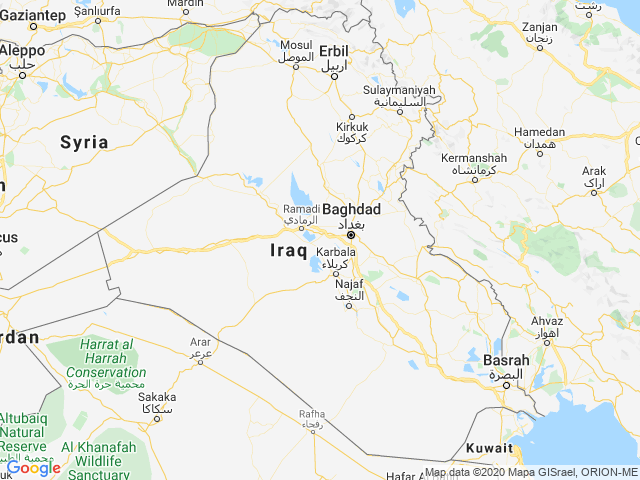 Gaziantep
Şanlıurfa
Mardin
Aleppo
حلب
Mosul
الموصل
Erbil
اربيل
Sulaymaniyah
السليمانية
Zanjan
زنجان
رشت
Kirkuk
كركوك
Syria
Hamedan
همدان
Kermanshah
کرمانشاه
Arak
اراک
Ramadi
الرمادي
Baghdad
بغداد
Iraq
Karbala
كربلاء
Najaf
النجف
cus
rdan
Harrat al
Harrah
Conservation
محمية حرة الحرة
Arar
عرعر
Ahvaz
اهواز
Basrah
البصرة
Sakaka
سكاكا
Rafha
رفحاء
Altubaiq
Natural
Reserve
Al Khanafah
Wildlife
Sanctuary
Kuwait
Google
Map data ©2020 Mapa GISrael, ORION-ME